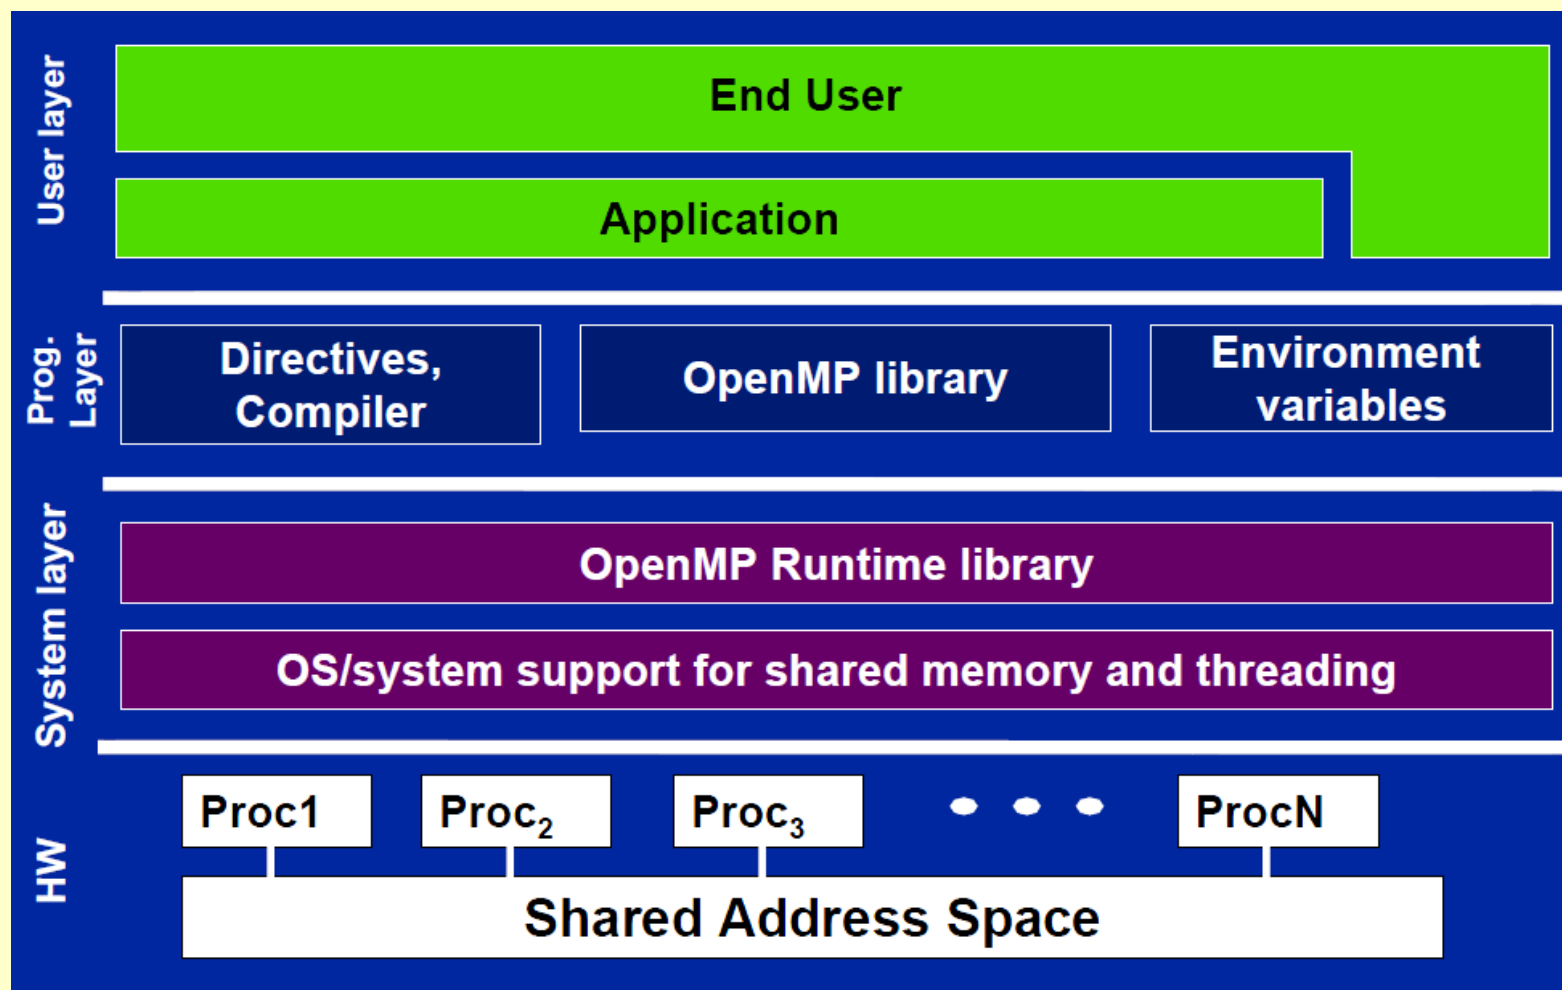 User layer
End User
Application
Prog.
Layer
Directives,
Compiler
OpenMP library
Environment
variables
System layer
OpenMP Runtime library
OS/system support for shared memory and threading
HW
Proc1
Proc₂
Proc₃
ProcN
Shared Address Space